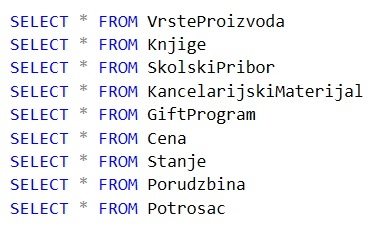 SELECT * FROM VrsteProizvoda
SELECT * FROM Knjige
SELECT * FROM SkolskiPribor
SELECT * FROM KancelarijskiMaterijal
SELECT * FROM GiftProgram
SELECT * FROM Cena
SELECT * FROM Stanje
SELECT * FROM Porudzbina
SELECT * FROM Potrosac